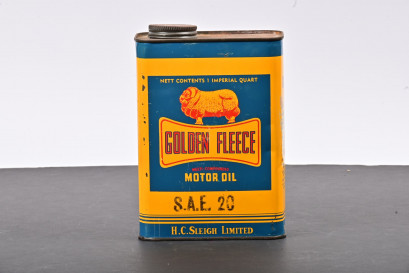 NETT CONTENTS 1 IMPERIAL QUART
GOLDEN FLEECE
MOTOR OIL
S.A.E. 20
H.C. SLEIGH LIMITED